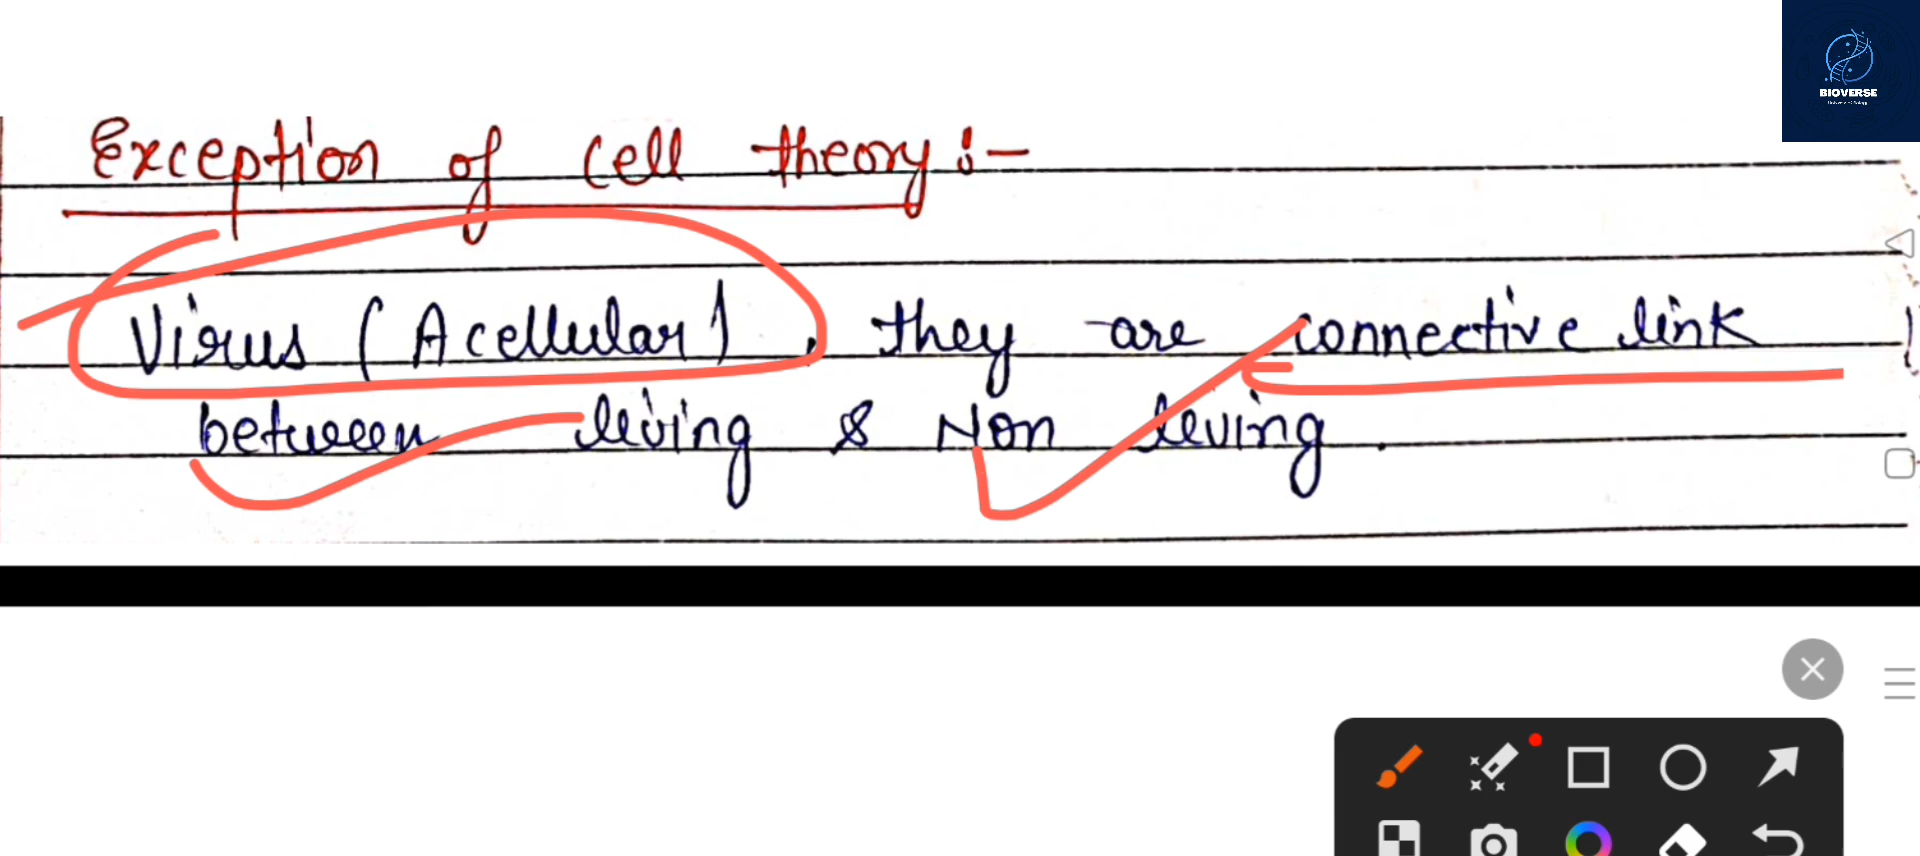 BIOVERSE
Exception of cell theory :-
Virus (Acellular), they are connective link
between living & Non living.